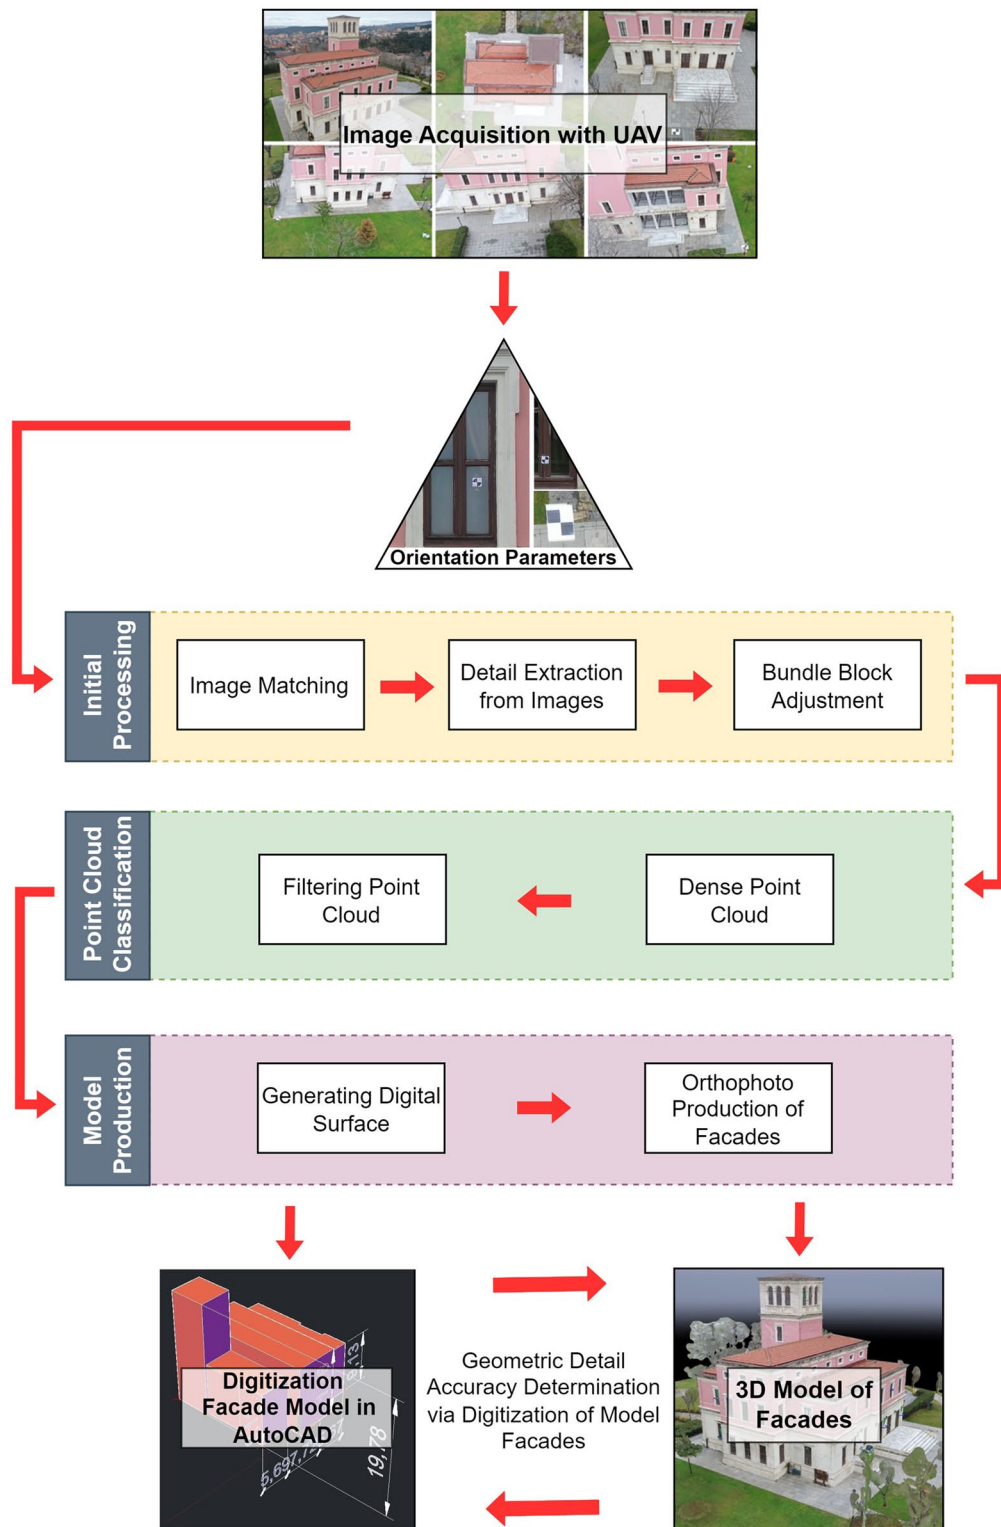 Image Acquisition with UAV
Orientation Parameters
Initial
Processing
Image Matching
Detail Extraction
from Images
Bundle Block
Adjustment
Point Cloud
Classification
Filtering Point
Cloud
Dense Point
Cloud
Model
Production
Generating Digital
Surface
Orthophoto
Production of
Facades
Digitization
Facade Model in
AutoCAD
19,78
Geometric Detail
Accuracy Determination
via Digitization of Model
Facades
3D Model of
Facades